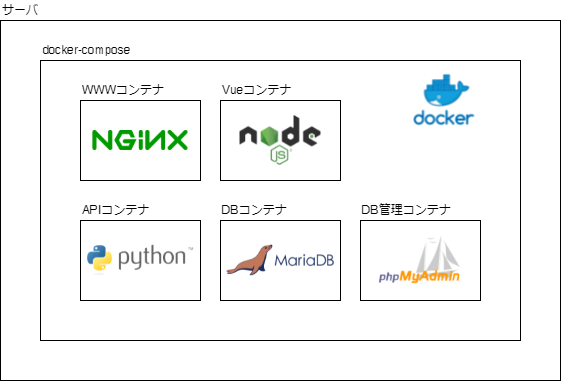 サーバ
docker-compose
WWWコンテナ
Vueコンテナ
NGiNX
node
JS
docker
APIコンテナ
DBコンテナ
DB管理コンテナ
python™
MariaDB
phpMyAdmin